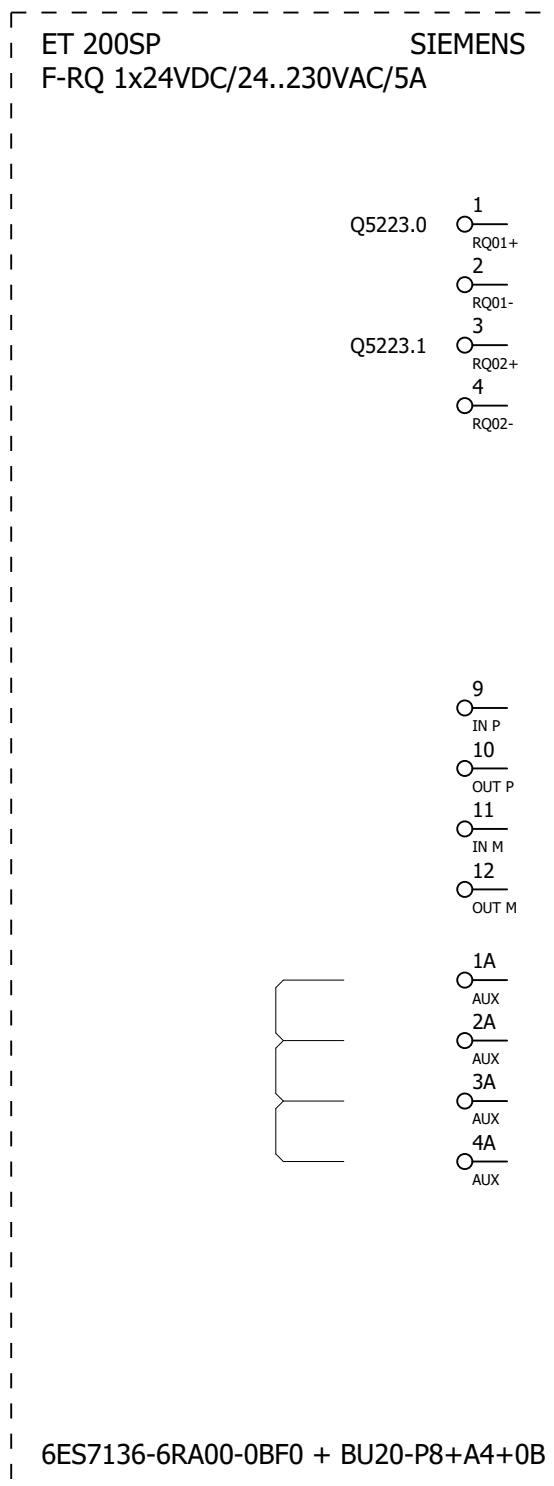 ET 200SP SIEMENS
F-RQ 1x24VDC/24..230VAC/5A
Q5223.0 1
RQ01+
2
RQ01-
Q5223.1 3
RQ02+
4
RQ02-
9
IN P
10
OUT P
11
IN M
12
OUT M
1A
AUX
2A
AUX
3A
AUX
4A
AUX
6ES7136-6RA00-0BF0 + BU20-P8+A4+0B